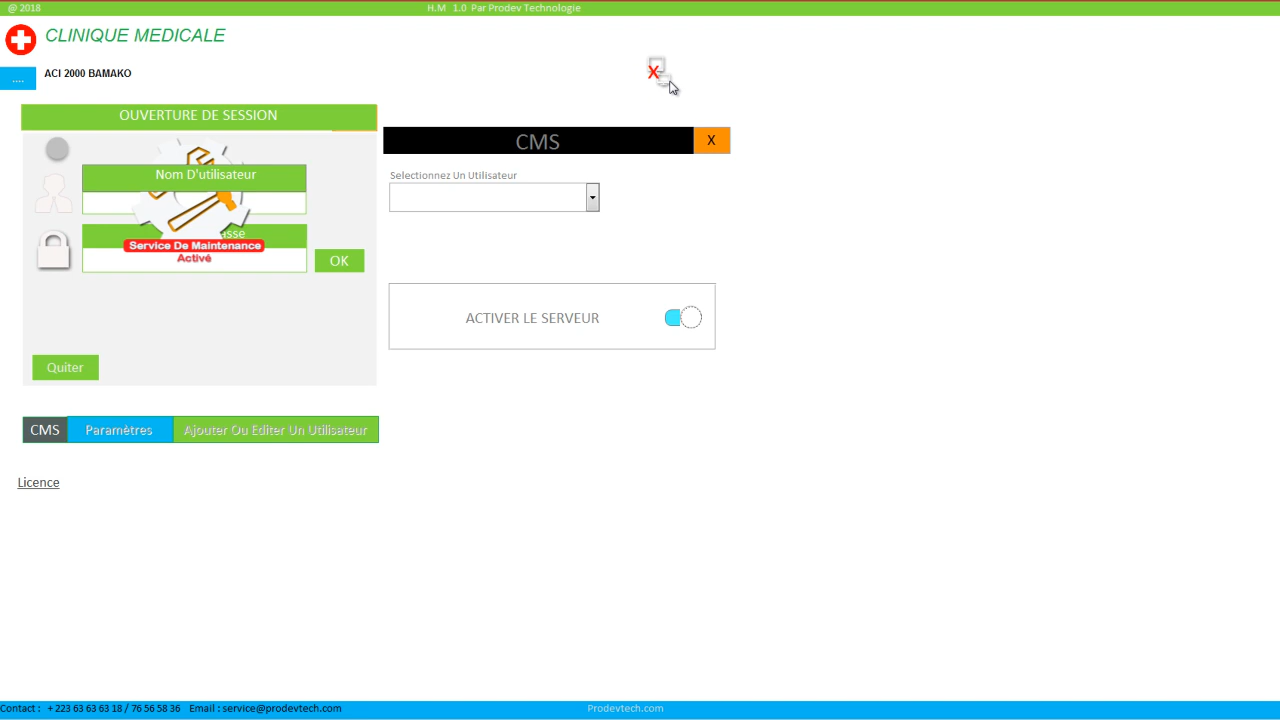 @ 2018
H.M 1.0 Par Prodev Technologie
CLINIQUE MEDICALE
....
ACI 2000 BAMAKO
OUVERTURE DE SESSION
Nom D'utilisateur
Service De Maintenance
Activé
OK
Quiter
CMS
X
Selectionnez Un Utilisateur
ACTIVER LE SERVEUR
CMS
Paramètres
Ajouter Ou Editer Un Utilisateur
Licence
Contact : + 223 63 63 63 18 / 76 56 58 36 Email : service@prodevtech.com
Prodevtech.com